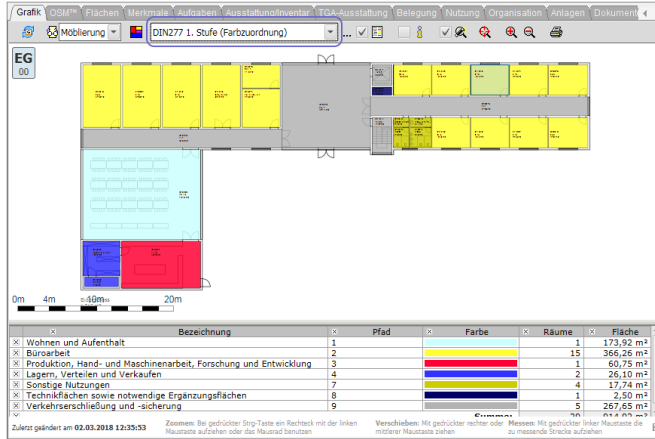 Grafik OSM™ Flächen Merkmale Aufgaben Ausstattung/Inventar TGA-Ausstattung Belegung Nutzung Organisation Anlagen Dokument
Möblierung DIN277 1. Stufe (Farbzuordnung) ...
EG
00
0m 4m 10m 20m
Bezeichnung Pfad Farbe Räume Fläche
Wohnen und Aufenthalt 1 1 173,92 m²
Büroarbeit 2 15 366,26 m²
Produktion, Hand- und Maschinenarbeit, Forschung und Entwicklung 3 1 60,75 m²
Lagern, Verteilen und Verkaufen 4 2 26,10 m²
Sonstige Nutzungen 7 4 17,74 m²
Technikflächen sowie notwendige Ergänzungsflächen 8 1 2,50 m²
Verkehrserschließung und -sicherung 9 5 267,65 m²
Summe: 29 914,92 m²
Zuletzt geändert am 02.03.2018 12:35:53
Zoomen: Bei gedrückter Strg-Taste ein Rechteck mit der linken
Maustaste aufziehen oder das Mausrad benutzen
Verschieben: Mit gedrückter rechter oder
mittlerer Maustaste ziehen
Messen: Mit gedrückter linker Maustaste die
zu messende Strecke aufziehen